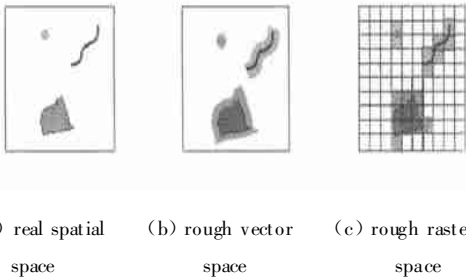 ) real spatial
space
(b) rough vector
space
(c) rough raste
space